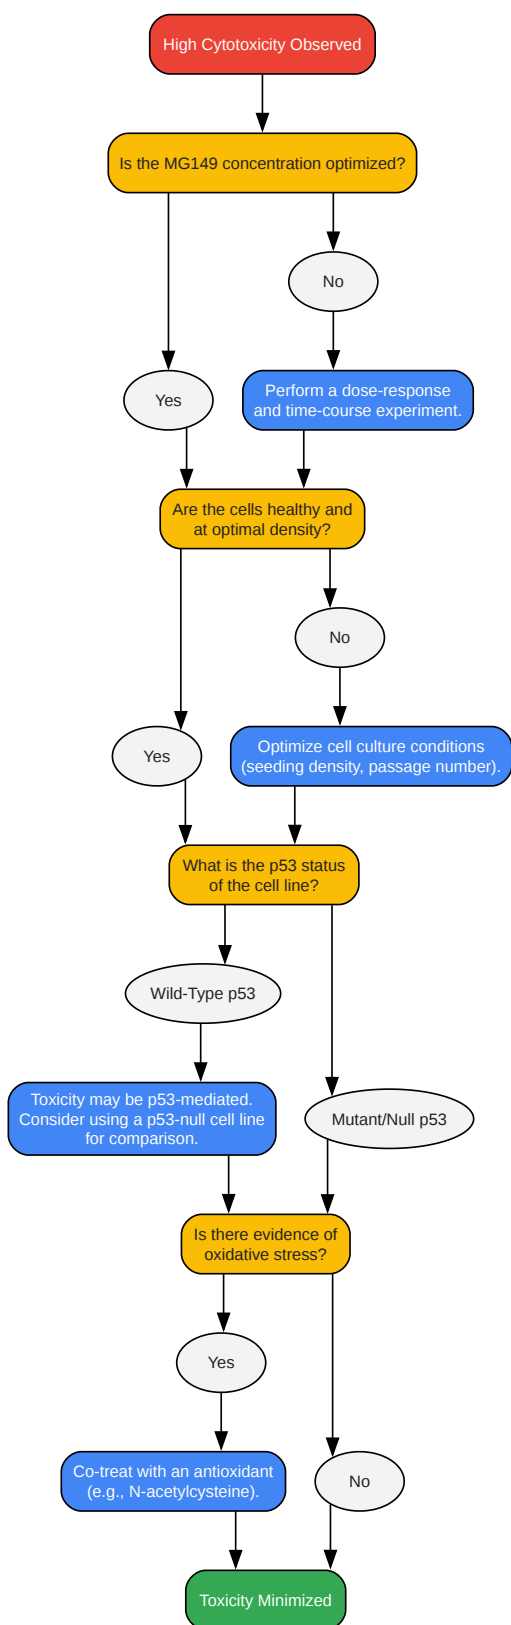 High Cytotoxicity Observed
Is the MG149 concentration optimized?
No
Yes
Perform a dose-response
and time-course experiment.
Are the cells healthy and
at optimal density?
No
Yes
Optimize cell culture conditions
(seeding density, passage number).
What is the p53 status
of the cell line?
Wild-Type p53
Toxicity may be p53-mediated.
Consider using a p53-null cell line
for comparison.
Mutant/Null p53
Is there evidence of
oxidative stress?
Yes
Co-treat with an antioxidant
(e.g., N-acetylcysteine).
No
Toxicity Minimized